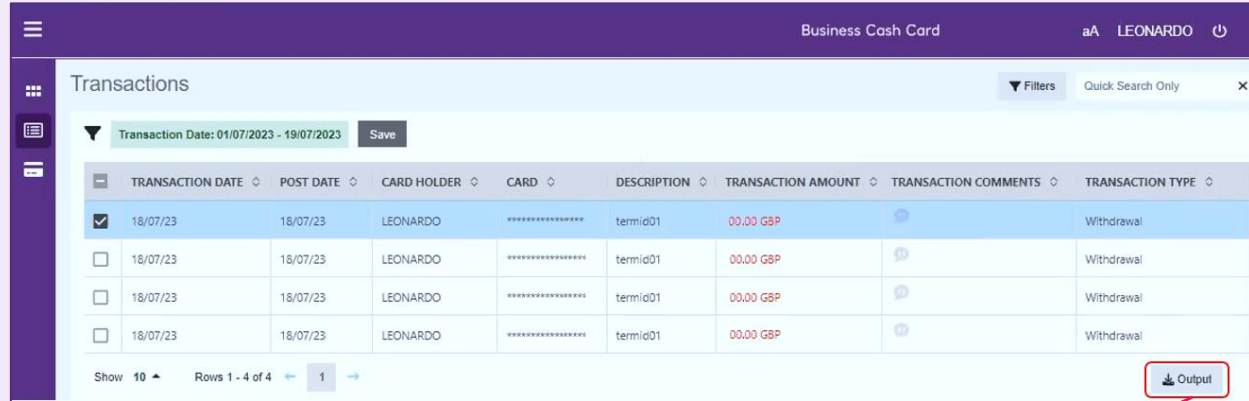 Business Cash Card aA LEONARDO
Transactions Filters Quick Search Only
Transaction Date: 01/07/2023 - 19/07/2023 Save
TRANSACTION DATE POST DATE CARD HOLDER CARD DESCRIPTION TRANSACTION AMOUNT TRANSACTION COMMENTS TRANSACTION TYPE
18/07/23 18/07/23 LEONARDO **************** termid01 00.00 GBP Withdrawal
18/07/23 18/07/23 LEONARDO **************** termid01 00.00 GBP Withdrawal
18/07/23 18/07/23 LEONARDO **************** termid01 00.00 GBP Withdrawal
18/07/23 18/07/23 LEONARDO **************** termid01 00.00 GBP Withdrawal
Show 10 Rows 1 - 4 of 4 ← 1 → Output